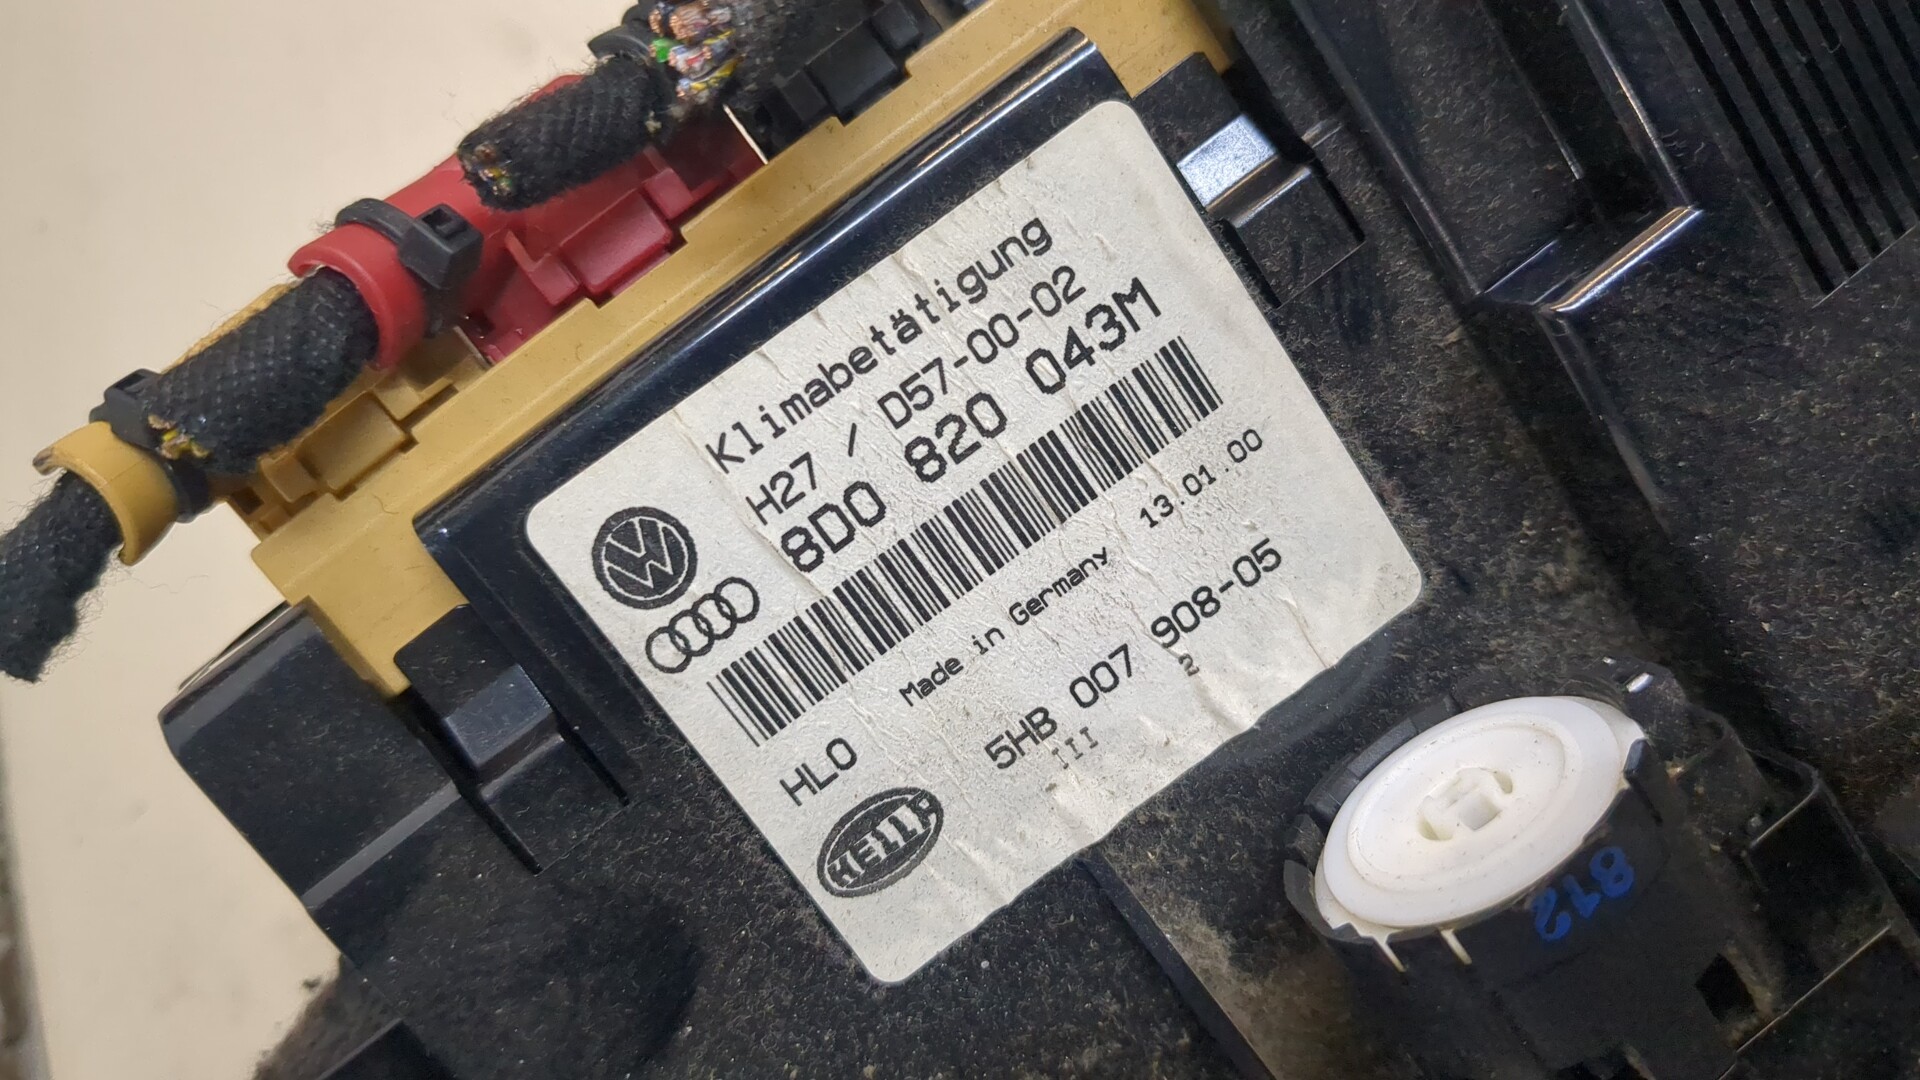 Klimabetätigung
H27 / D57-00-02
8D0 820 043M
13.01.00
Made in Germany
HL0
5HB 007 908-05
2
III
HELLA
812